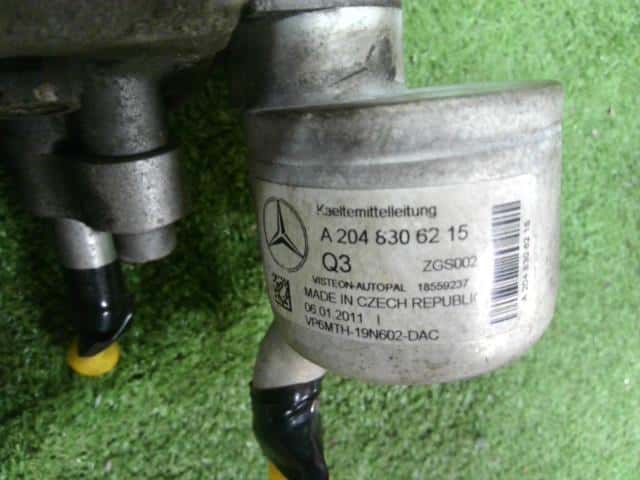 Kaeltemittelleitung
A 204 830 62 15
Q3 ZGS002
VISTEON-AUTOPAL 18559237
MADE IN CZECH REPUBLIC
06.01.2011 I
VP6MTH-19N602-DAC
A 204 830 62 15